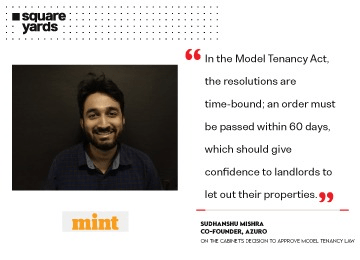 square
yards
In the Model Tenancy Act,
the resolutions are
time-bound; an order must
be passed within 60 days,
which should give
confidence to landlords to
let out their properties.
mint
SUDHANSHU MISHRA
CO-FOUNDER, AZURO
ON THE CABINET'S DECISION TO APPROVE MODEL TENANCY LAW